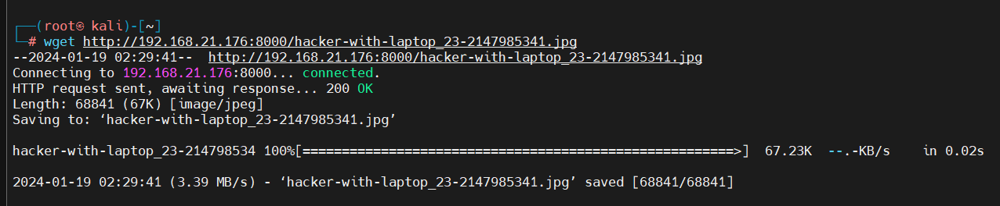 ┌──(root㉿ kali)-[~]
└─# wget http://192.168.21.176:8000/hacker-with-laptop_23-2147985341.jpg
--2024-01-19 02:29:41--  http://192.168.21.176:8000/hacker-with-laptop_23-2147985341.jpg
Connecting to 192.168.21.176:8000... connected.
HTTP request sent, awaiting response... 200 OK
Length: 68841 (67K) [image/jpeg]
Saving to: ‘hacker-with-laptop_23-2147985341.jpg’
hacker-with-laptop_23-214798534 100%[=======================================================>]  67.23K  --.-KB/s    in 0.02s
2024-01-19 02:29:41 (3.39 MB/s) - ‘hacker-with-laptop_23-2147985341.jpg’ saved [68841/68841]